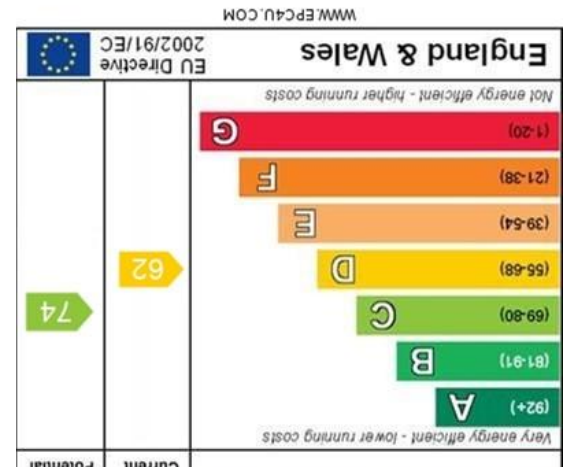 Current Potential
Very energy efficient - lower running costs
(92+) A
(81-91) B
(69-80) C
74
(55-68) D
62
(39-54) E
(21-38) F
(1-20) G
Not energy efficient - higher running costs
England & Wales
EU Directive
2002/91/EC
WWW.EPC4U.COM